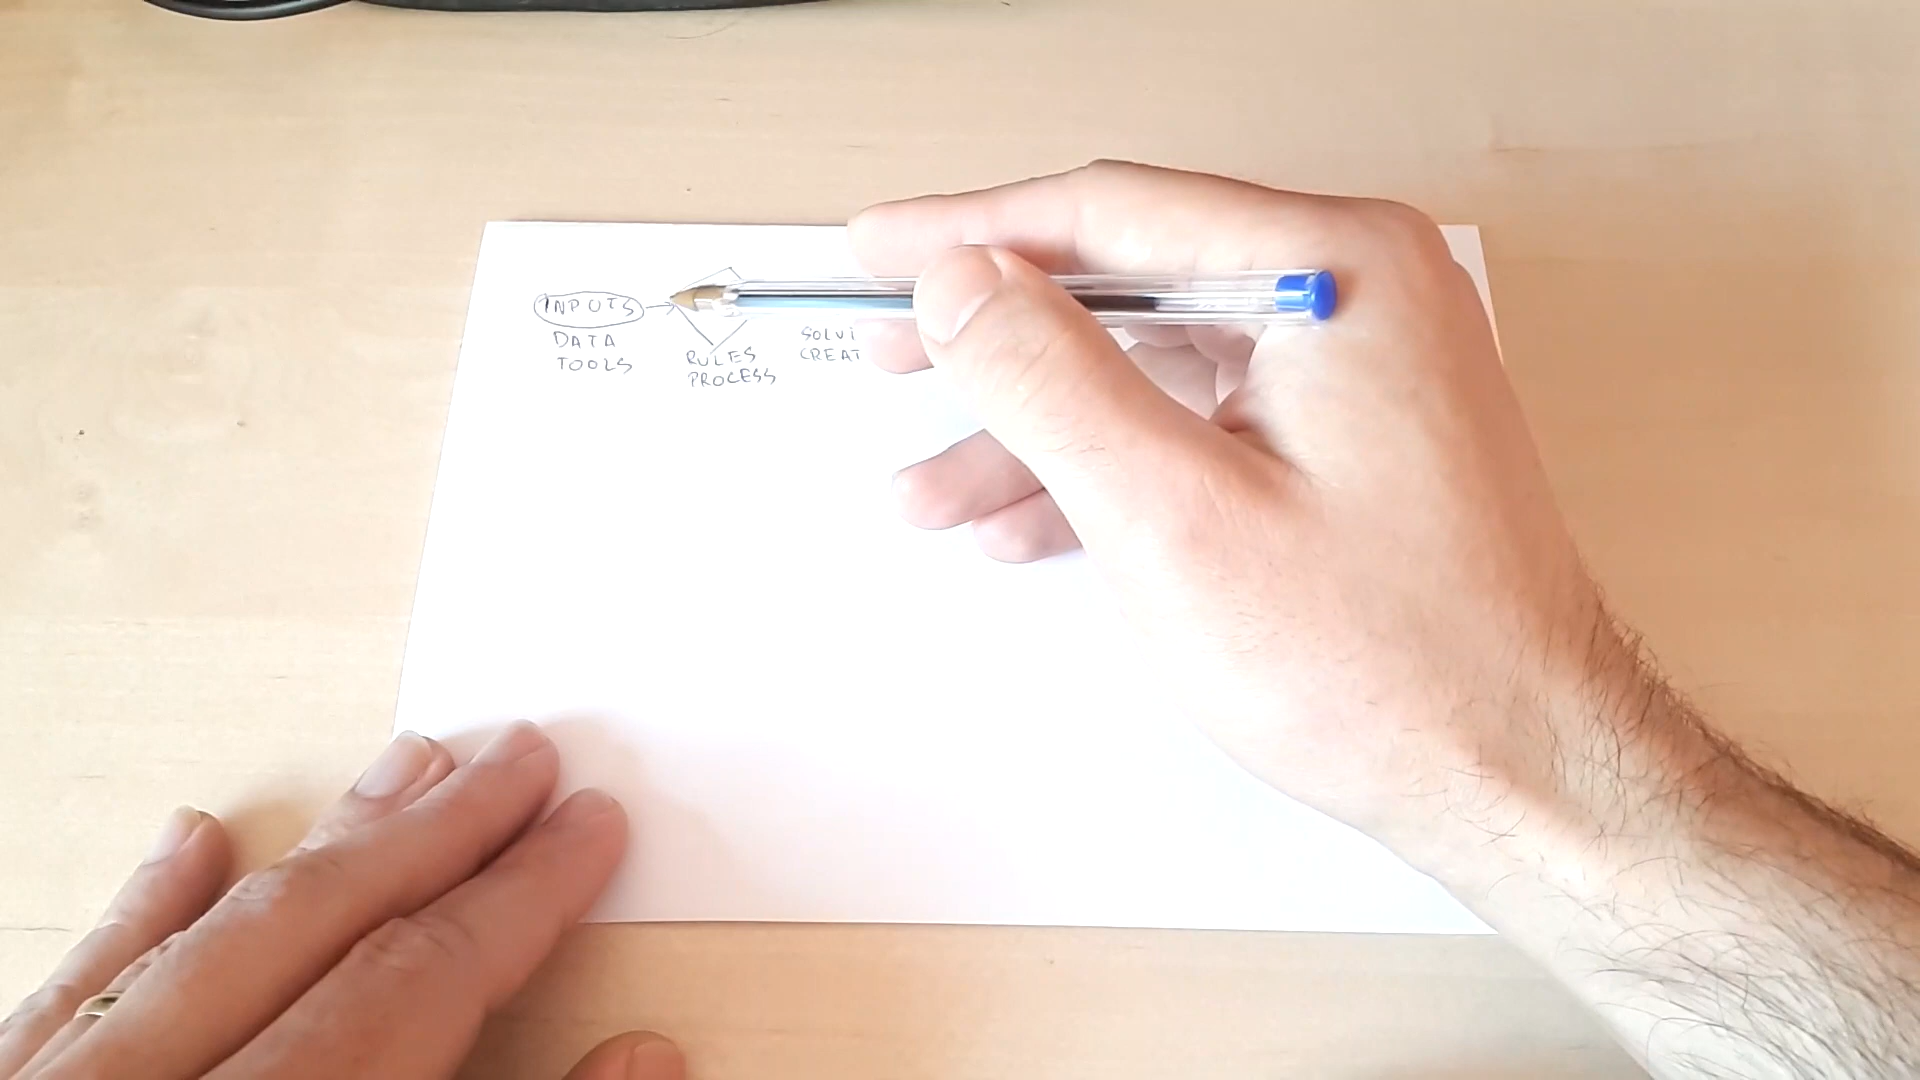 INPUTS
DATA
TOOLS
RULES
PROCESS
SOLVI
CREAT